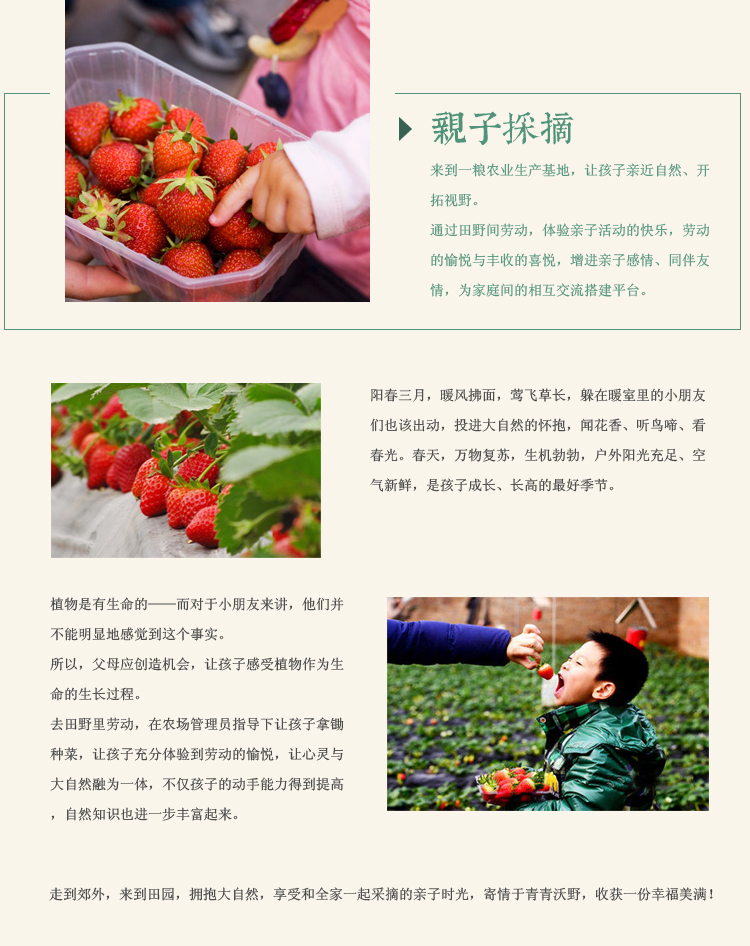 親子採摘
来到一粮农业生产基地，让孩子亲近自然、开
拓视野。
通过田野间劳动，体验亲子活动的快乐，劳动
的愉悦与丰收的喜悦，增进亲子感情、同伴友
情，为家庭间的相互交流搭建平台。
阳春三月，暖风拂面，莺飞草长，躲在暖室里的小朋友
们也该出动，投进大自然的怀抱，闻花香、听鸟啼、看
春光。春天，万物复苏，生机勃勃，户外阳光充足、空
气新鲜，是孩子成长、长高的最好季节。
植物是有生命的——而对于小朋友来讲，他们并
不能明显地感觉到这个事实。
所以，父母应创造机会，让孩子感受植物作为生
命的生长过程。
去田野里劳动，在农场管理员指导下让孩子拿锄
种菜，让孩子充分体验到劳动的愉悦，让心灵与
大自然融为一体，不仅孩子的动手能力得到提高
，自然知识也进一步丰富起来。
走到郊外，来到田园，拥抱大自然，享受和全家一起采摘的亲子时光，寄情于青青沃野，收获一份幸福美满！